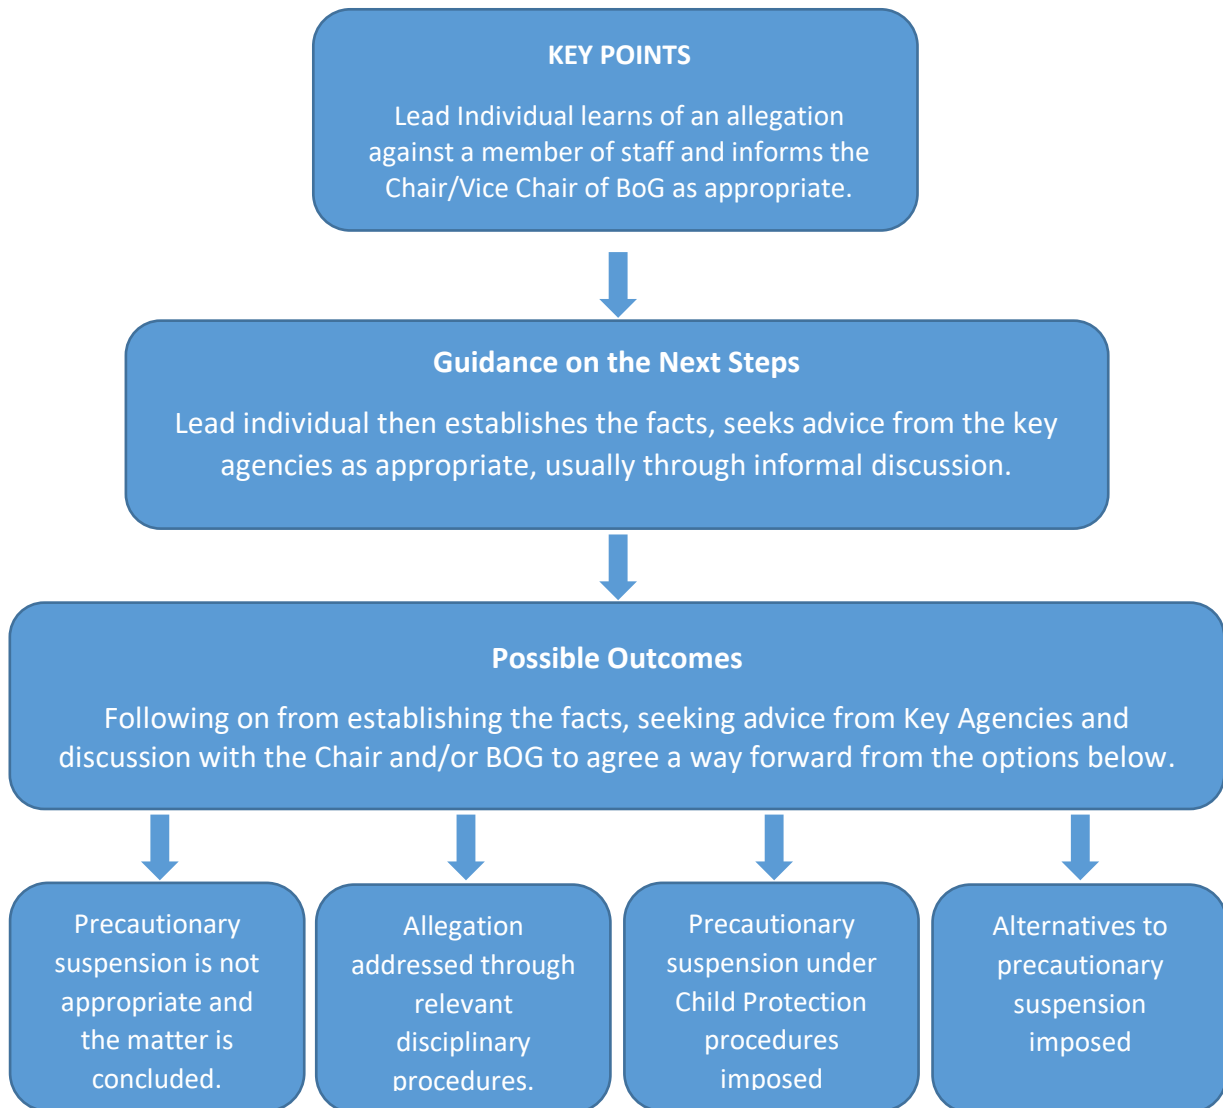 KEY POINTS
Lead Individual learns of an allegation
against a member of staff and informs the
Chair/Vice Chair of BoG as appropriate.
Guidance on the Next Steps
Lead individual then establishes the facts, seeks advice from the key
agencies as appropriate, usually through informal discussion.
Possible Outcomes
Following on from establishing the facts, seeking advice from Key Agencies and
discussion with the Chair and/or BOG to agree a way forward from the options below.
Precautionary
suspension is not
appropriate and
the matter is
concluded.
Allegation
addressed through
relevant
disciplinary
procedures.
Precautionary
suspension under
Child Protection
procedures
imposed
Alternatives to
precautionary
suspension
imposed